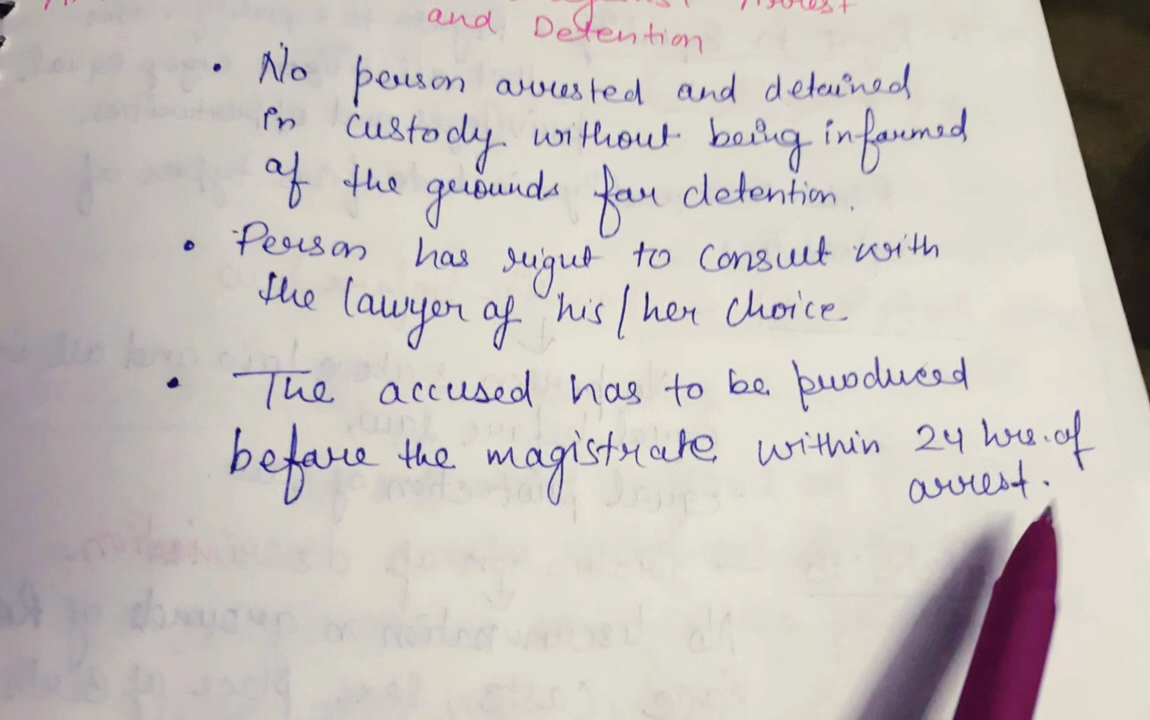 against Arrest
and Detention
• No person arrested and detained
in custody without being informed
of the grounds for detention.
• Person has right to consult with
the lawyer of his/her choice
• The accused has to be produced
before the magistrate within 24 hrs. of
arrest.